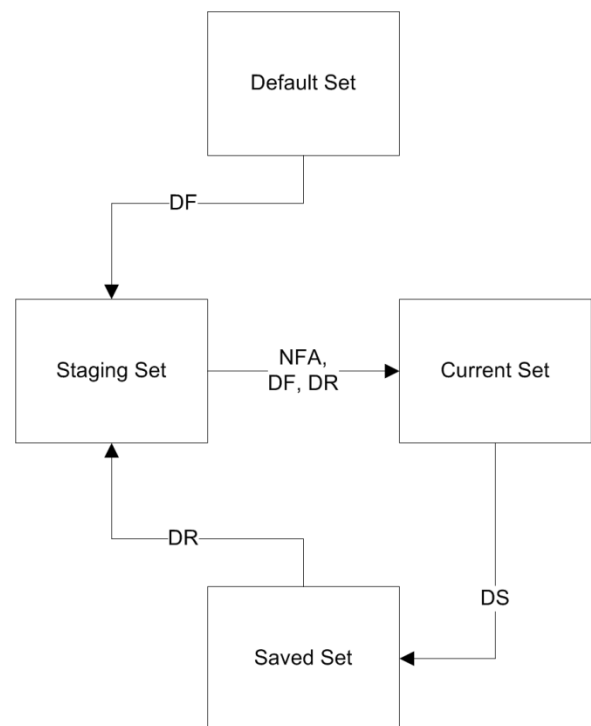 Default Set
DF
Staging Set
NFA,
DF, DR
Current Set
DR
DS
Saved Set